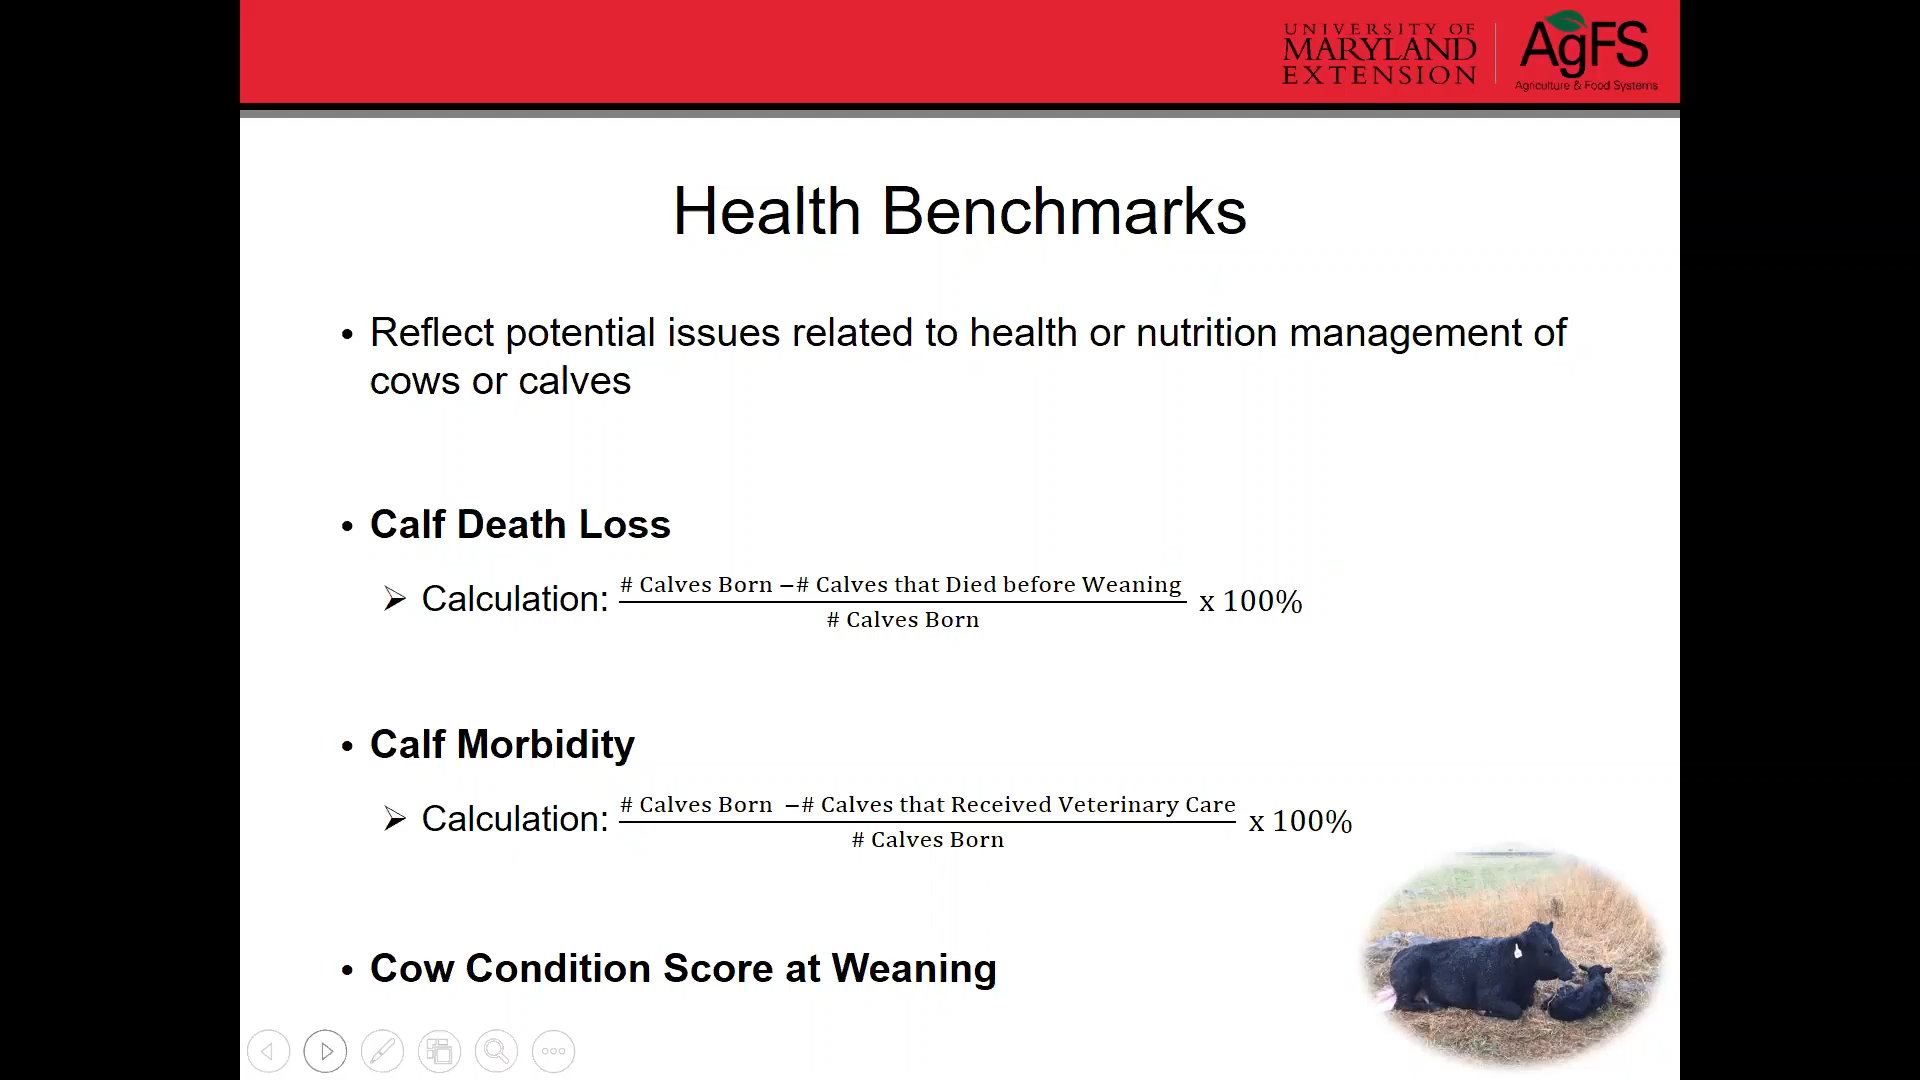 UNIVERSITY OF
MARYLAND
EXTENSION
AgFS
Agriculture & Food Systems
Health Benchmarks
• Reflect potential issues related to health or nutrition management of
cows or calves
• Calf Death Loss
➢ Calculation: # Calves Born −# Calves that Died before Weaning
# Calves Born
x 100%
• Calf Morbidity
➢ Calculation: # Calves Born −# Calves that Received Veterinary Care
# Calves Born
x 100%
• Cow Condition Score at Weaning